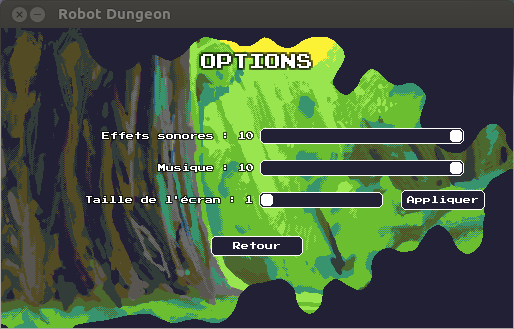 Robot Dungeon
OPTIONS
Effets sonores : 10
Musique : 10
Taille de l'écran : 1 Appliquer
Retour